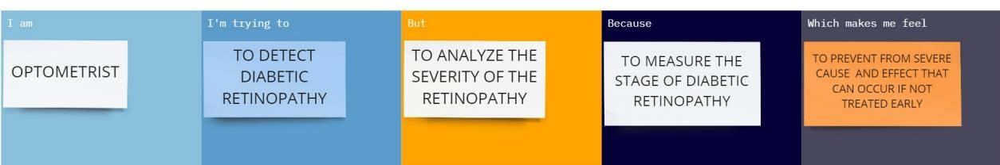 I am
OPTOMETRIST
I'm trying to
TO DETECT
DIABETIC
RETINOPATHY
But
TO ANALYZE THE
SEVERITY OF THE
RETINOPATHY
Because
TO MEASURE THE
STAGE OF DIABETIC
RETINOPATHY
Which makes me feel
TO PREVENT FROM SEVERE
CAUSE AND EFFECT THAT
CAN OCCUR IF NOT
TREATED EARLY